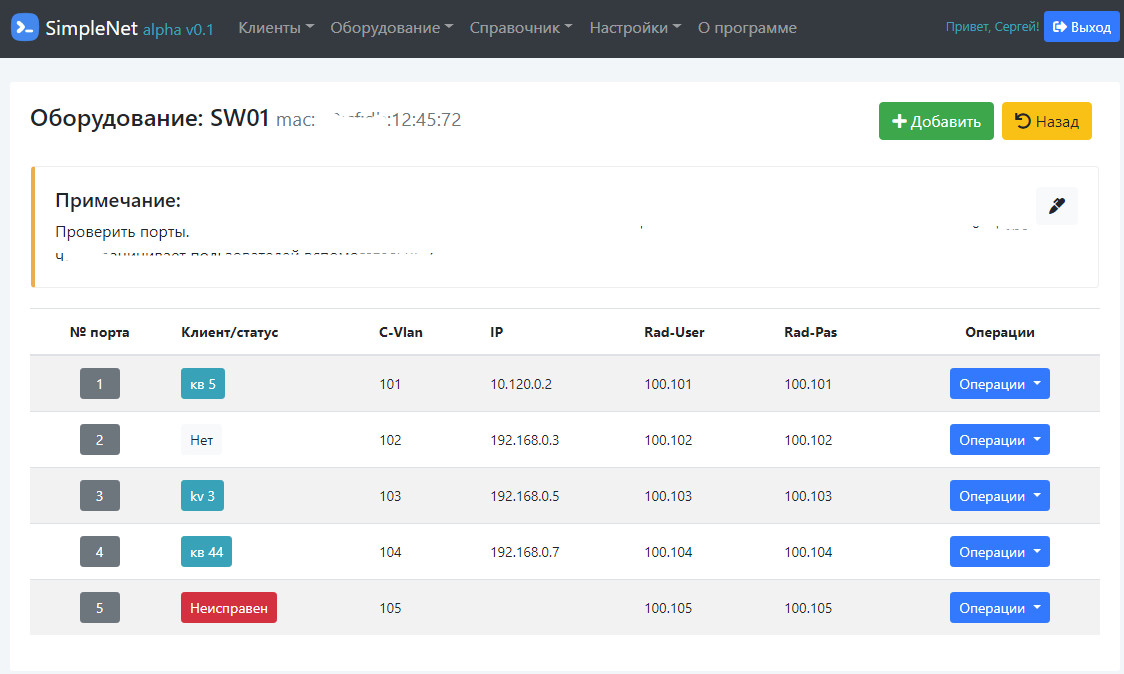 SimpleNet alpha v0.1 Клиенты Оборудование Справочник Настройки О программе Привет, Сергей! Выход
Оборудование: SW01 mac: :12:45:72 Добавить Назад
Примечание:
Проверить порты.
№ порта Клиент/статус C-Vlan IP Rad-User Rad-Pas Операции
1 кв 5 101 10.120.0.2 100.101 100.101 Операции
2 Нет 102 192.168.0.3 100.102 100.102 Операции
3 kv 3 103 192.168.0.5 100.103 100.103 Операции
4 кв 44 104 192.168.0.7 100.104 100.104 Операции
5 Неисправен 105 100.105 100.105 Операции